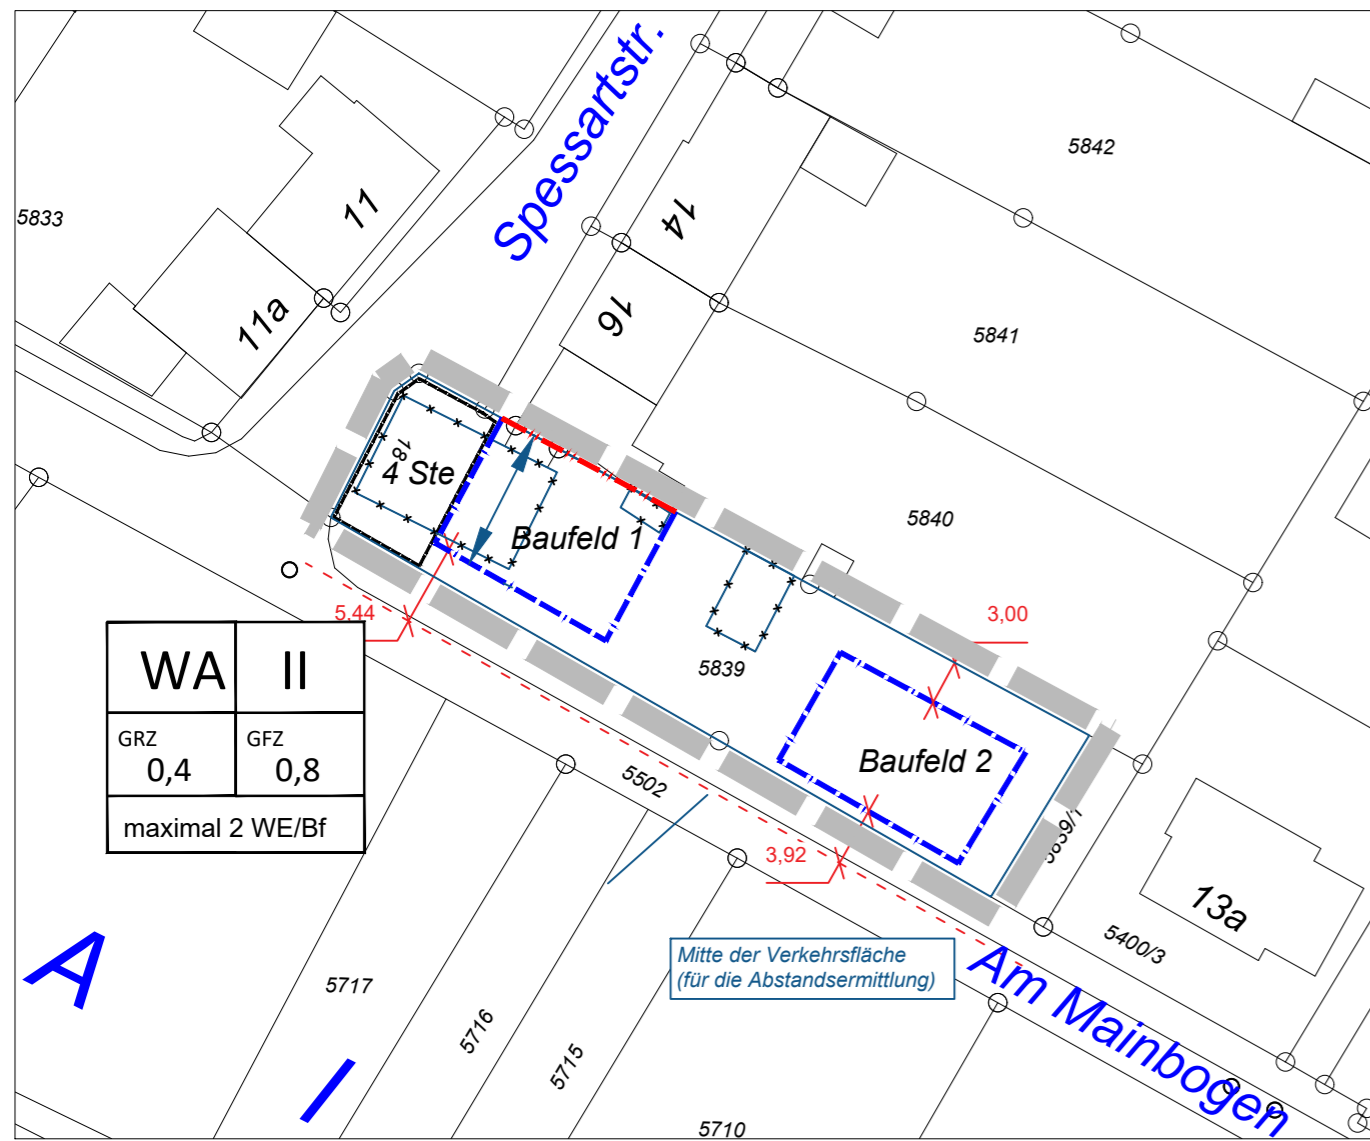 Spessartstr.
5842
5833
11
14
11a
16
5841
18
4 Ste
Baufeld 1
5840
5,44
3,00
WA II
GRZ GFZ
0,4 0,8
maximal 2 WE/Bf
5839
Baufeld 2
5502
3,92
5839/1
13a
5400/3
Mitte der Verkehrsfläche
(für die Abstandsermittlung)
Am Mainbogen
A
I
5717
5716
5715
5710